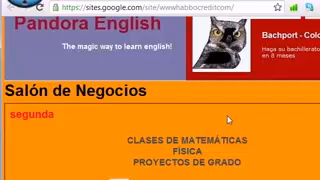 https://sites.google.com/site/wwwhabbocreditcom/
Pandora English
The magic way to learn english!
Bachport - Colo
Haga su bachillerato
en 8 meses
Salón de Negocios
segunda
CLASES DE MATEMÁTICAS
FÍSICA
PROYECTOS DE GRADO